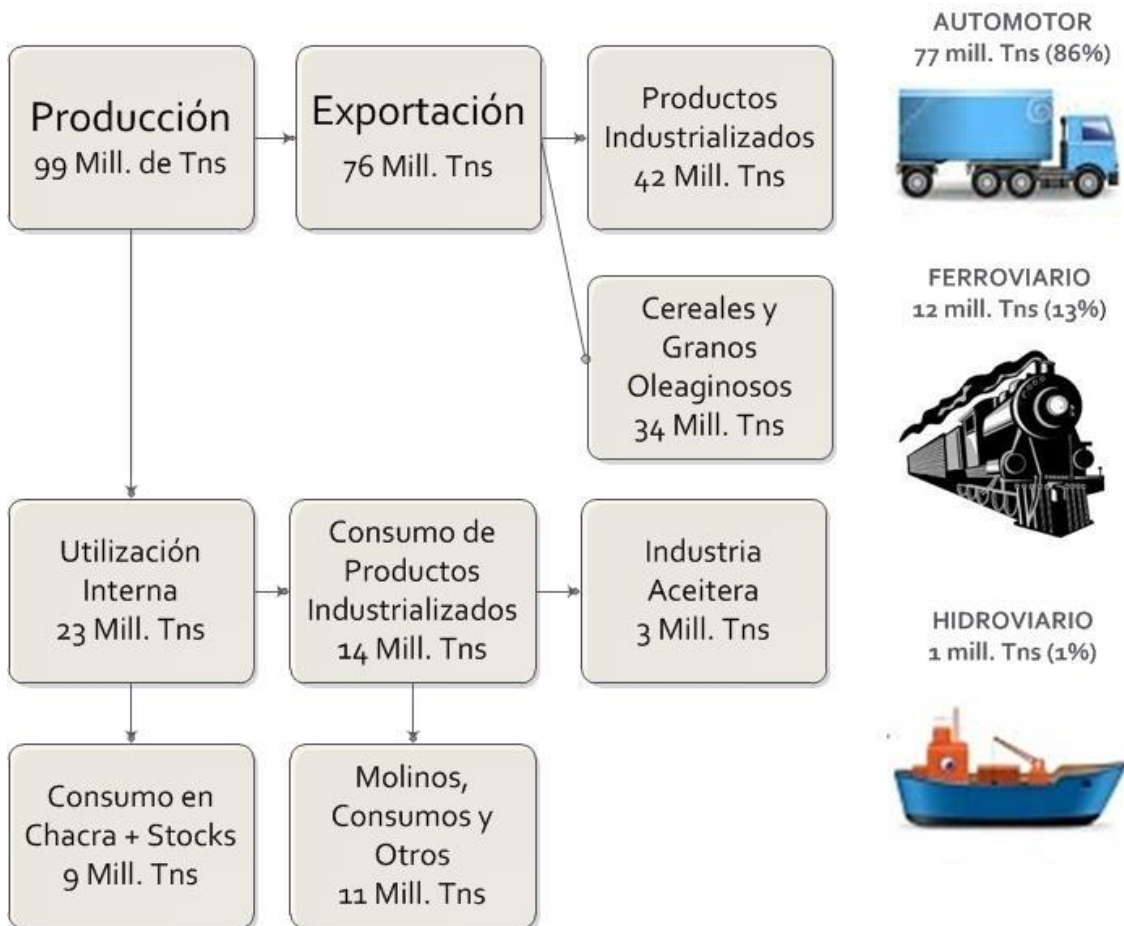 Producción
99 Mill. de Tns
Exportación
76 Mill. Tns
Productos
Industrializados
42 Mill. Tns
Cereales y
Granos
Oleaginosos
34 Mill. Tns
Utilización
Interna
23 Mill. Tns
Consumo de
Productos
Industrializados
14 Mill. Tns
Industria
Aceitera
3 Mill. Tns
Consumo en
Chacra + Stocks
9 Mill. Tns
Molinos,
Consumos y
Otros
11 Mill. Tns
AUTOMOTOR
77 mill. Tns (86%)
FERROVIARIO
12 mill. Tns (13%)
HIDROVIARIO
1 mill. Tns (1%)